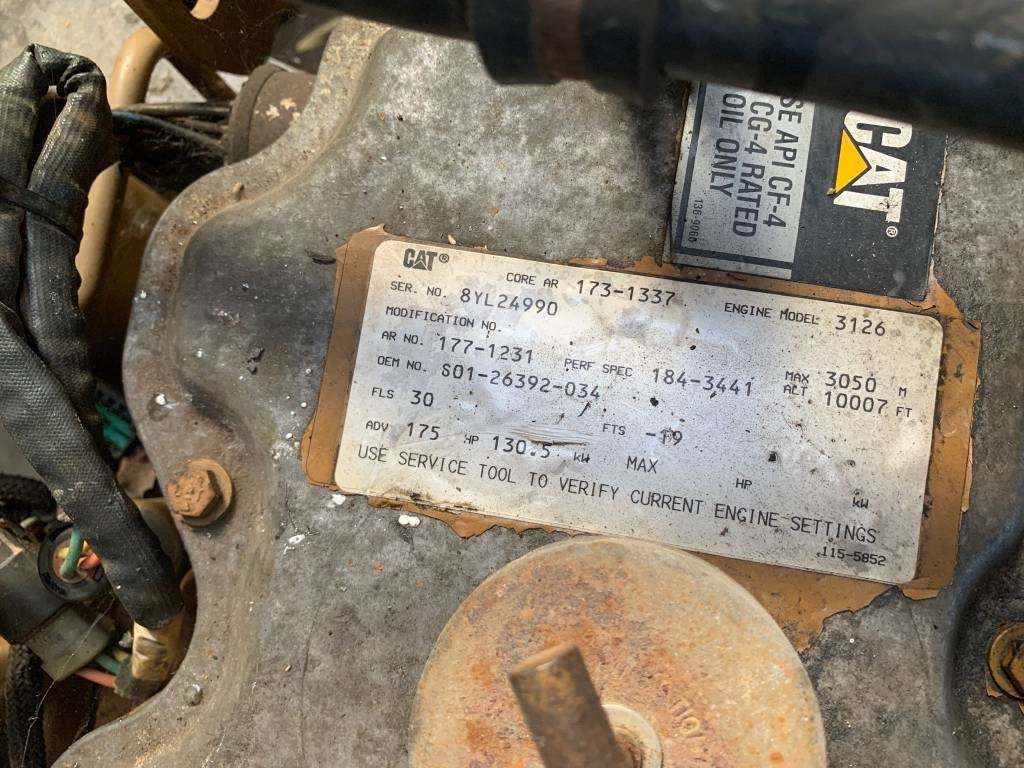 CAT®
SE API CF-4
CG-4 RATED
OIL ONLY
136-9060
CAT® CORE AR 173-1337 ENGINE MODEL 3126
SER. NO. 8YL24990
MODIFICATION NO.
AR NO. 177-1231 PERF SPEC 184-3441 MAX ALT 3050 M
OEM NO. S01-26392-034 10007 FT
FLS 30 FTS -19
ADV 175 HP 130.5 kW MAX HP kW
USE SERVICE TOOL TO VERIFY CURRENT ENGINE SETTINGS
115-5852